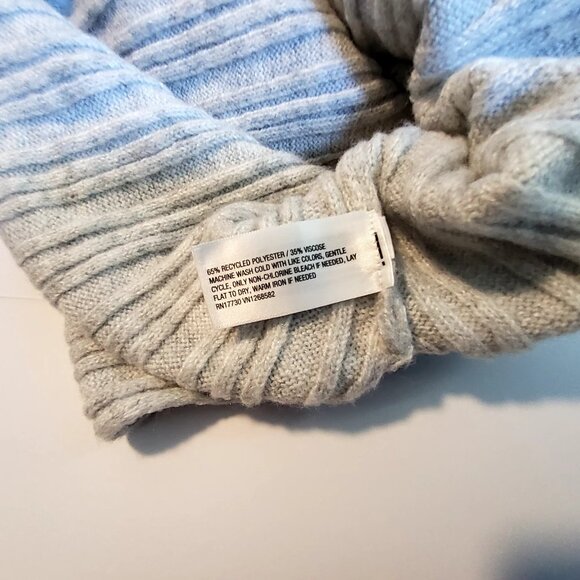 65% RECYCLED POLYESTER / 35% VISCOSE
MACHINE WASH COLD WITH LIKE COLORS, GENTLE
CYCLE, ONLY NON-CHLORINE BLEACH IF NEEDED, LAY
FLAT TO DRY, WARM IRON IF NEEDED
RN17730 VN1268582